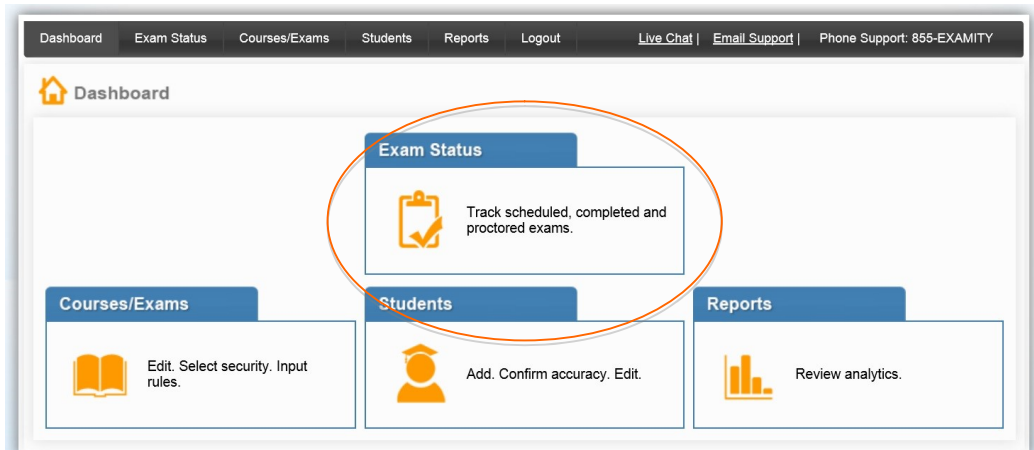 Dashboard Exam Status Courses/Exams Students Reports Logout Live Chat | Email Support | Phone Support: 855-EXAMITY
Dashboard
Exam Status
Track scheduled, completed and
proctored exams.
Courses/Exams
Edit. Select security. Input
rules.
Students
Add. Confirm accuracy. Edit.
Reports
Review analytics.